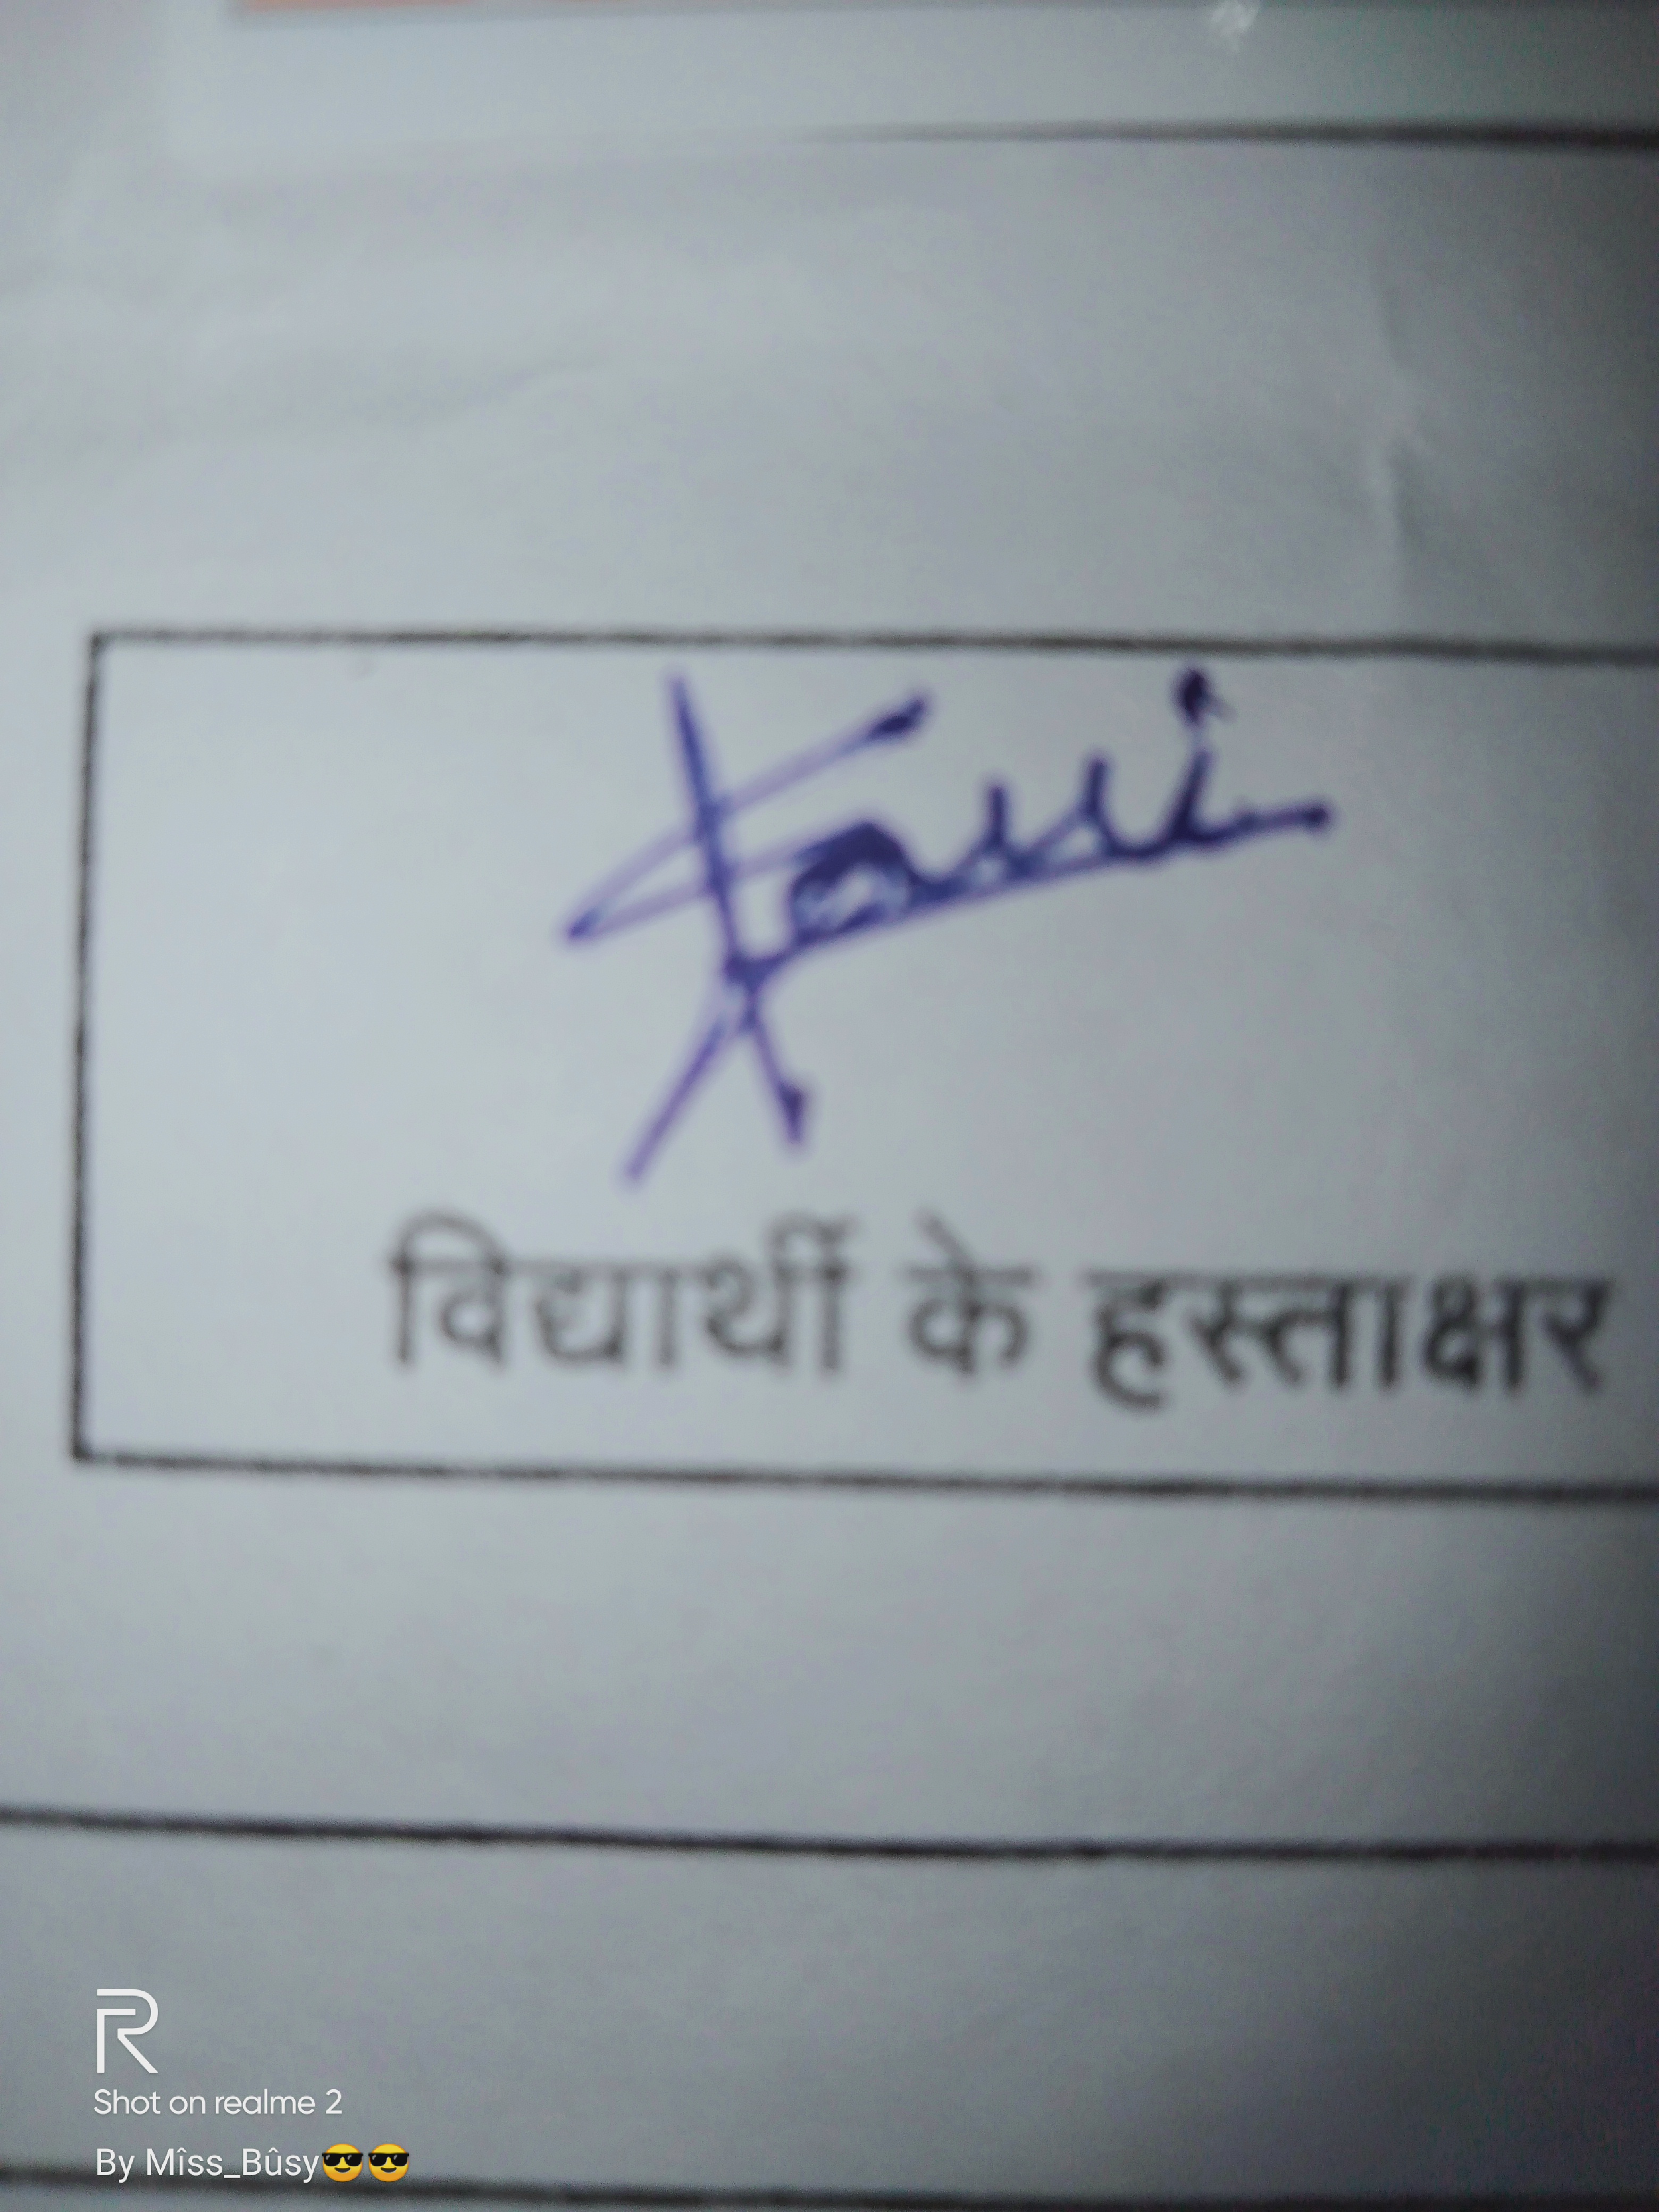 विद्यार्थी के हस्ताक्षर
R
Shot on realme 2
By Mîss_Bûsy😎😎